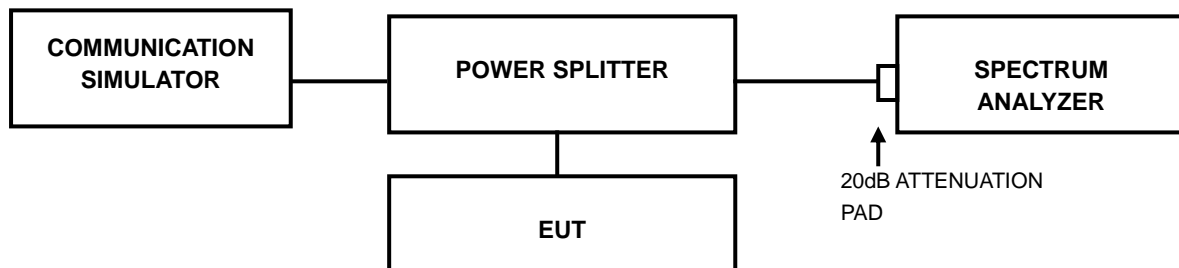 COMMUNICATION
SIMULATOR
POWER SPLITTER
SPECTRUM
ANALYZER
20dB ATTENUATION
PAD
EUT